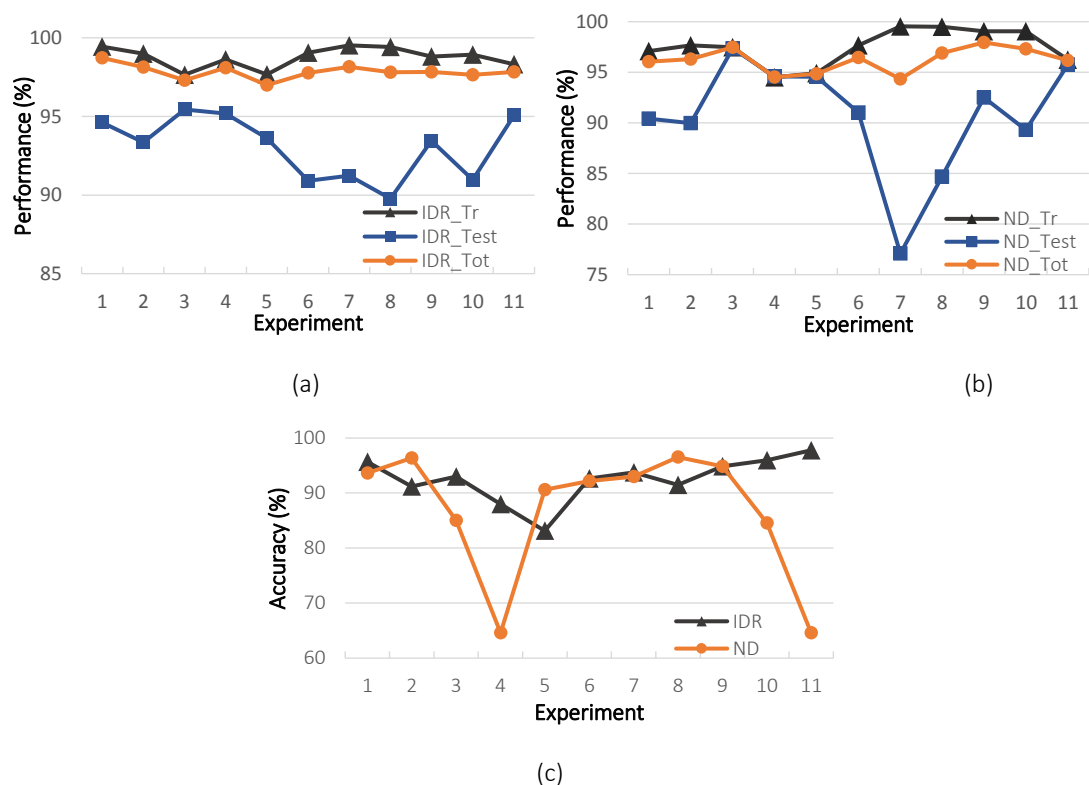 Performance (%)
100
95
90
85
IDR_Tr
IDR_Test
IDR_Tot
1 2 3 4 5 6 7 8 9 10 11
Experiment
(a)
Performance (%)
100
95
90
85
80
75
ND_Tr
ND_Test
ND_Tot
1 2 3 4 5 6 7 8 9 10 11
Experiment
(b)
Accuracy (%)
100
90
80
70
60
IDR
ND
1 2 3 4 5 6 7 8 9 10 11
Experiment
(c)